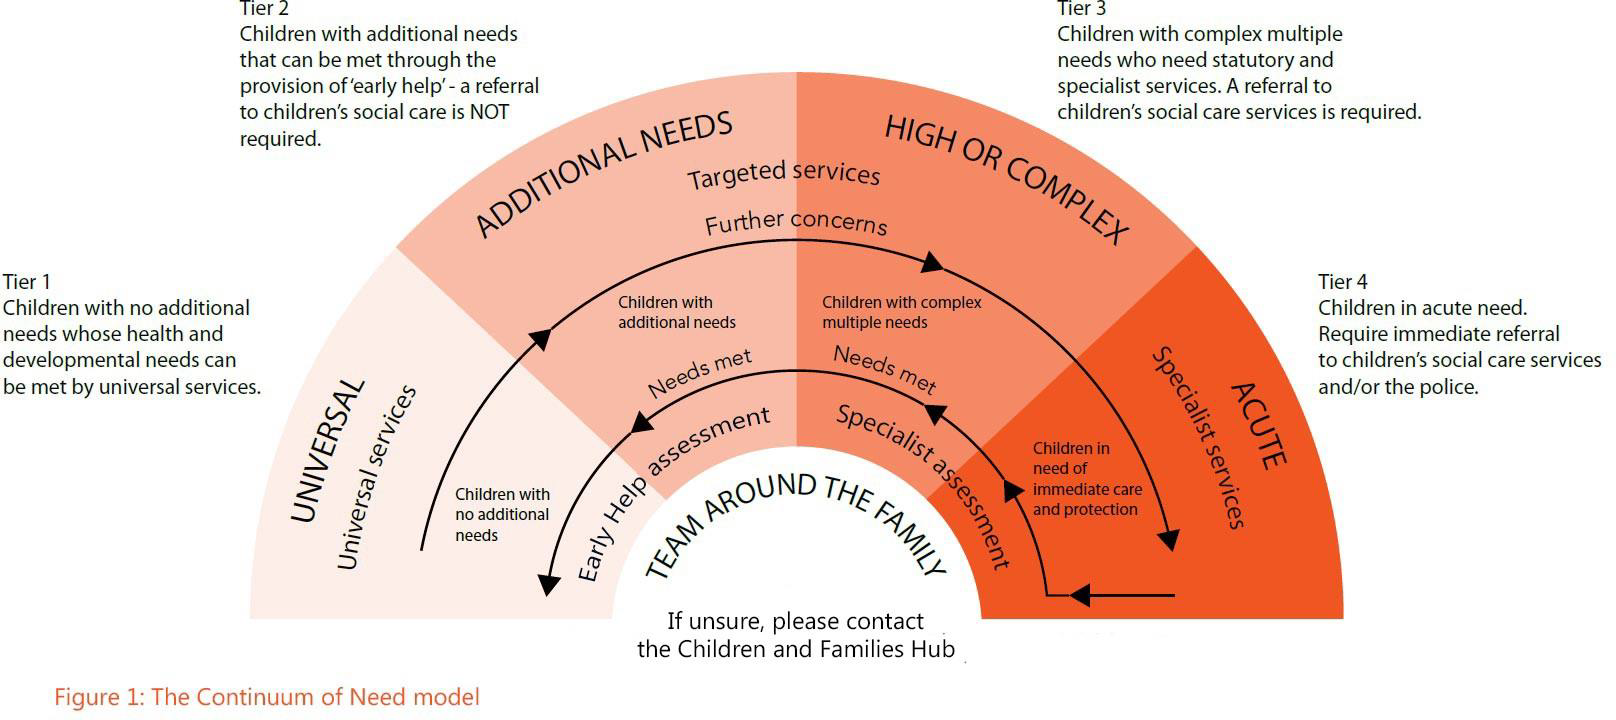 Tier 2
Children with additional needs
that can be met through the
provision of ‘early help’ - a referral
to children’s social care is NOT
required.
Tier 3
Children with complex multiple
needs who need statutory and
specialist services. A referral to
children’s social care services is required.
Tier 1
Children with no additional
needs whose health and
developmental needs can
be met by universal services.
Tier 4
Children in acute need.
Require immediate referral
to children’s social care services
and/or the police.
UNIVERSAL
ADDITIONAL NEEDS
HIGH OR COMPLEX
ACUTE
Universal services
Targeted services
Specialist services
Further concerns
Children with
no additional
needs
Children with
additional needs
Children with complex
multiple needs
Children in
need of
immediate care
and protection
Needs met
Needs met
Early Help assessment
Specialist assessment
TEAM AROUND THE FAMILY
If unsure, please contact
the Children and Families Hub
Figure 1: The Continuum of Need model